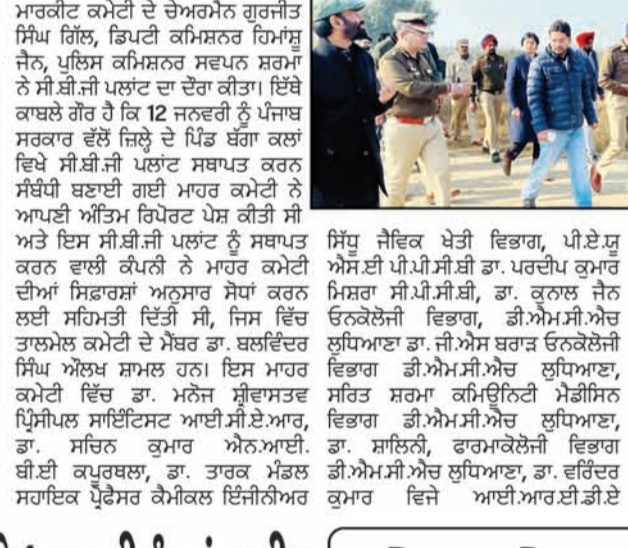 ਮਾਰਕੀਟ ਕਮੇਟੀ ਦੇ ਚੇਅਰਮੈਨ ਗੁਰਜੀਤ
ਸਿੰਘ ਗਿੱਲ, ਡਿਪਟੀ ਕਮਿਸ਼ਨਰ ਹਿਮਾਂਸ਼ੂ
ਜੈਨ, ਪੁਲਿਸ ਕਮਿਸ਼ਨਰ ਸਵਪਨ ਸ਼ਰਮਾ
ਨੇ ਸੀ.ਬੀ.ਜੀ ਪਲਾਂਟ ਦਾ ਦੌਰਾ ਕੀਤਾ। ਇੱਥੇ
ਕਾਬਲੇ ਗੌਰ ਹੈ ਕਿ 12 ਜਨਵਰੀ ਨੂੰ ਪੰਜਾਬ
ਸਰਕਾਰ ਵੱਲੋਂ ਜ਼ਿਲ੍ਹੇ ਦੇ ਪਿੰਡ ਬੱਗਾ ਕਲਾਂ
ਵਿਖੇ ਸੀ.ਬੀ.ਜੀ ਪਲਾਂਟ ਸਥਾਪਤ ਕਰਨ
ਸੰਬੰਧੀ ਬਣਾਈ ਗਈ ਮਾਹਰ ਕਮੇਟੀ ਨੇ
ਆਪਣੀ ਅੰਤਿਮ ਰਿਪੋਰਟ ਪੇਸ਼ ਕੀਤੀ ਸੀ
ਅਤੇ ਇਸ ਸੀ.ਬੀ.ਜੀ ਪਲਾਂਟ ਨੂੰ ਸਥਾਪਤ
ਕਰਨ ਵਾਲੀ ਕੰਪਨੀ ਨੇ ਮਾਹਰ ਕਮੇਟੀ
ਦੀਆਂ ਸਿਫ਼ਾਰਸ਼ਾਂ ਅਨੁਸਾਰ ਸੋਧਾਂ ਕਰਨ
ਲਈ ਸਹਿਮਤੀ ਦਿੱਤੀ ਸੀ, ਜਿਸ ਵਿੱਚ
ਤਾਲਮੇਲ ਕਮੇਟੀ ਦੇ ਮੈਂਬਰ ਡਾ. ਬਲਵਿੰਦਰ
ਸਿੰਘ ਔਲਖ ਸ਼ਾਮਲ ਹਨ। ਇਸ ਮਾਹਰ
ਕਮੇਟੀ ਵਿੱਚ ਡਾ. ਮਨੋਜ ਸ਼੍ਰੀਵਾਸਤਵ
ਪ੍ਰਿੰਸੀਪਲ ਸਾਇੰਟਿਸਟ ਆਈ.ਸੀ.ਏ.ਆਰ,
ਡਾ. ਸਚਿਨ ਕੁਮਾਰ ਐਨ.ਆਈ.
ਬੀ.ਈ ਕਪੂਰਥਲਾ, ਡਾ. ਤਾਰਕ ਮੰਡਲ
ਸਹਾਇਕ ਪ੍ਰੋਫੈਸਰ ਕੈਮੀਕਲ ਇੰਜੀਨੀਅਰ
ਸਿੱਧੂ ਜੈਵਿਕ ਖੇਤੀ ਵਿਭਾਗ, ਪੀ.ਏ.ਯੂ
ਐਸ.ਈ ਪੀ.ਪੀ.ਸੀ.ਬੀ ਡਾ. ਪਰਦੀਪ ਕੁਮਾਰ
ਮਿਸ਼ਰਾ ਸੀ.ਪੀ.ਸੀ.ਬੀ, ਡਾ. ਕੁਨਾਲ ਜੈਨ
ਓਨਕੋਲੋਜੀ ਵਿਭਾਗ, ਡੀ.ਐਮ.ਸੀ.ਐਚ
ਲੁਧਿਆਣਾ ਡਾ. ਜੀ.ਐਸ ਬਰਾੜ ਓਨਕੋਲੋਜੀ
ਵਿਭਾਗ ਡੀ.ਐਮ.ਸੀ.ਐਚ ਲੁਧਿਆਣਾ,
ਸਰਿਤ ਸ਼ਰਮਾ ਕਮਿਊਨਿਟੀ ਮੈਡੀਸਿਨ
ਵਿਭਾਗ ਡੀ.ਐਮ.ਸੀ.ਐਚ ਲੁਧਿਆਣਾ,
ਡਾ. ਸ਼ਾਲਿਨੀ, ਫਾਰਮਾਕੋਲੋਜੀ ਵਿਭਾਗ
ਡੀ.ਐਮ.ਸੀ.ਐਚ ਲੁਧਿਆਣਾ, ਡਾ. ਵਰਿੰਦਰ
ਕੁਮਾਰ ਵਿਜੇ ਆਈ.ਆਰ.ਈ.ਡੀ.ਏ